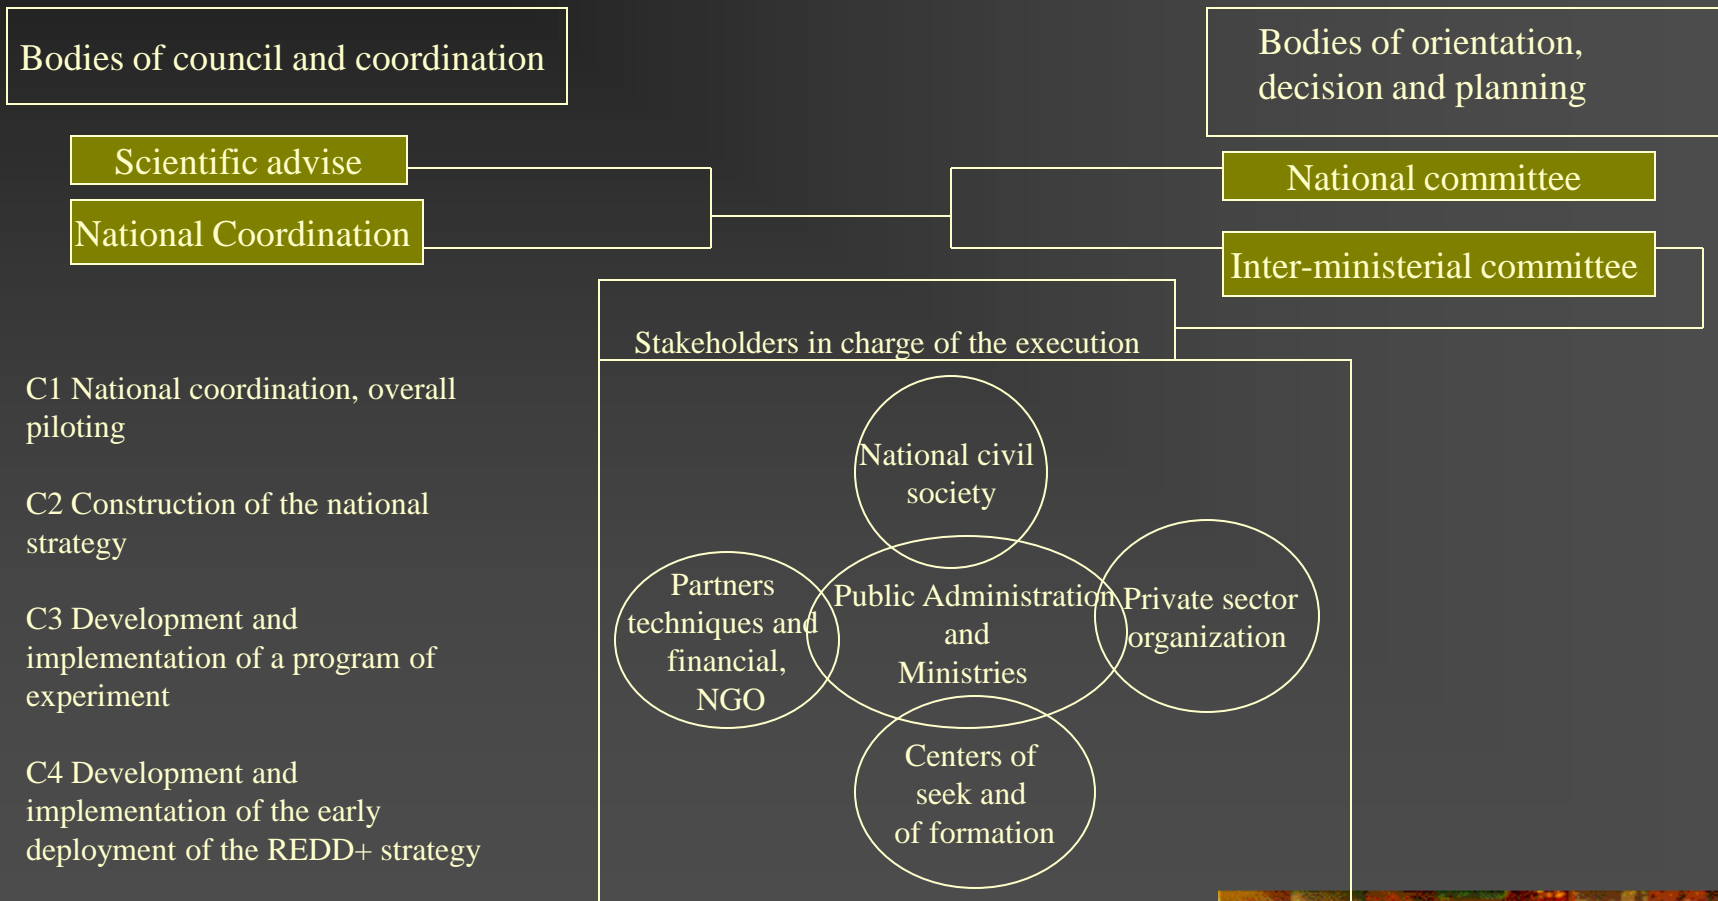 Bodies of council and coordination
Bodies of orientation,
decision and planning
Scientific advise
National Coordination
National committee
Inter-ministerial committee
Stakeholders in charge of the execution
C1 National coordination, overall
piloting
C2 Construction of the national
strategy
C3 Development and
implementation of a program of
experiment
C4 Development and
implementation of the early
deployment of the REDD+ strategy
National civil
society
Partners
techniques and
financial,
NGO
Public Administration
and
Ministries
Private sector
organization
Centers of
seek and
of formation